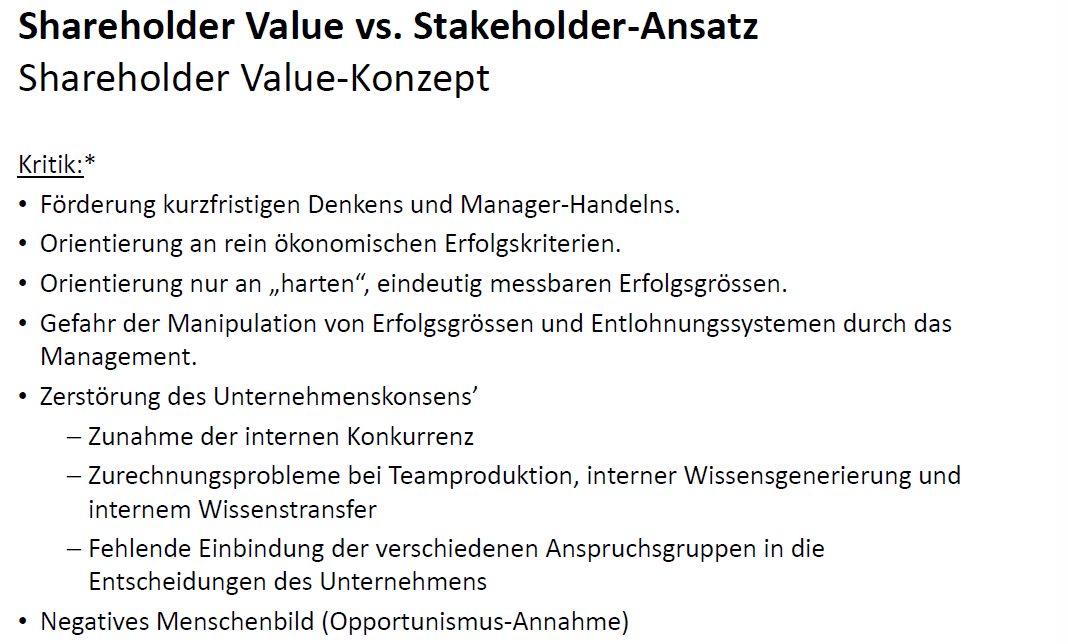 Shareholder Value vs. Stakeholder-Ansatz
Shareholder Value-Konzept
Kritik:*
• Förderung kurzfristigen Denkens und Manager-Handelns.
• Orientierung an rein ökonomischen Erfolgskriterien.
• Orientierung nur an „harten“, eindeutig messbaren Erfolgsgrössen.
• Gefahr der Manipulation von Erfolgsgrössen und Entlohnungssystemen durch das
Management.
• Zerstörung des Unternehmenskonsens’
– Zunahme der internen Konkurrenz
– Zurechnungsprobleme bei Teamproduktion, interner Wissensgenerierung und
internem Wissenstransfer
– Fehlende Einbindung der verschiedenen Anspruchsgruppen in die
Entscheidungen des Unternehmens
• Negatives Menschenbild (Opportunismus-Annahme)